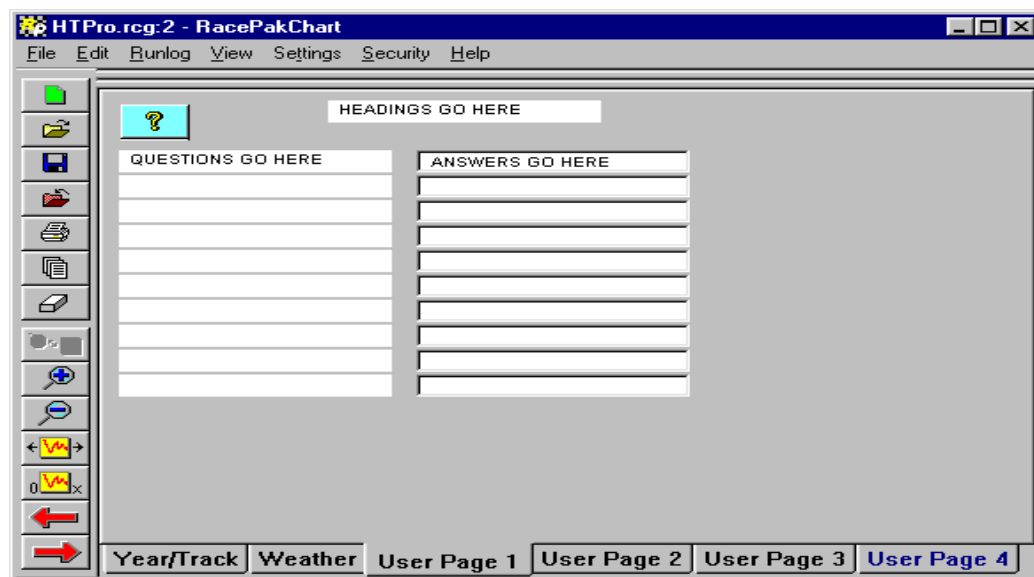 HTPro.rcg:2 - RacePakChart
File Edit Runlog View Settings Security Help
?
HEADINGS GO HERE
QUESTIONS GO HERE ANSWERS GO HERE
0 x
Year/Track Weather User Page 1 User Page 2 User Page 3 User Page 4